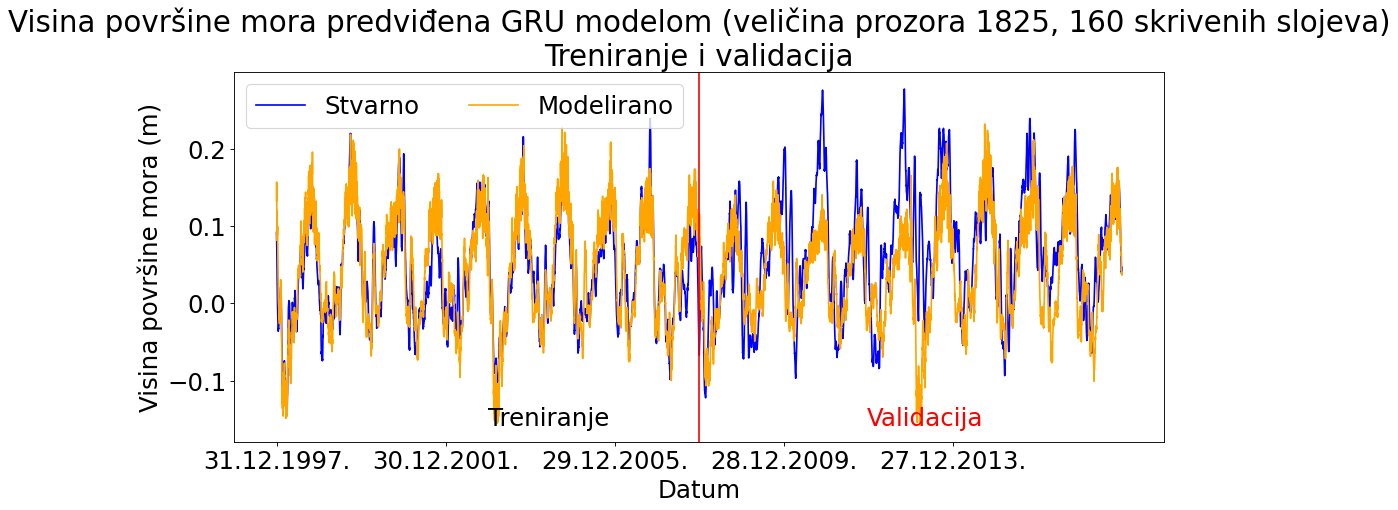 Visina površine mora predviđena GRU modelom (veličina prozora 1825, 160 skrivenih slojeva)
Treniranje i validacija
Stvarno Modelirano
Visina površine mora (m)
0.2
0.1
0.0
−0.1
Treniranje Validacija
31.12.1997. 30.12.2001. 29.12.2005. 28.12.2009. 27.12.2013.
Datum